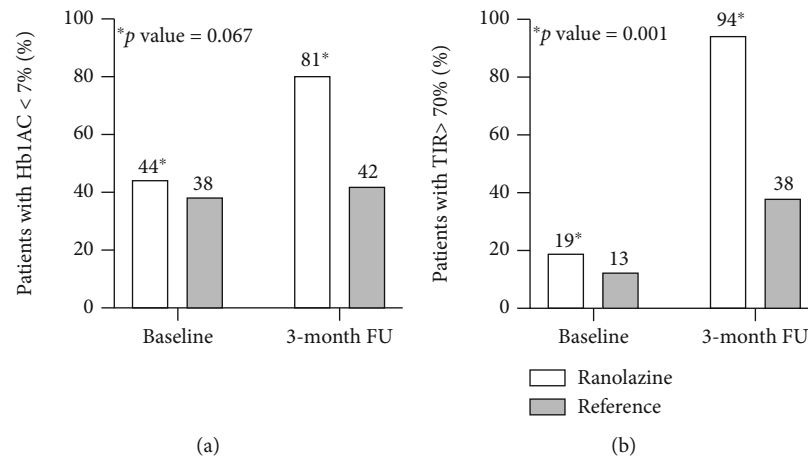 Patients with Hb1AC < 7% (%)
100
80
60
40
20
0
*p value = 0.067
44*
38
81*
42
Baseline
3-month FU
(a)
Patients with TIR> 70% (%)
100
80
60
40
20
0
*p value = 0.001
19*
13
94*
38
Baseline
3-month FU
Ranolazine
Reference
(b)